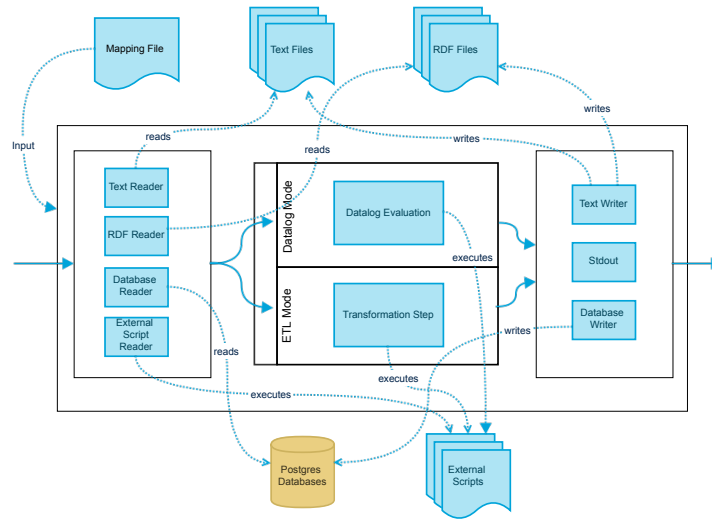 Mapping File
Text Files
RDF Files
Input
reads
writes
writes
reads
Text Reader
RDF Reader
Database
Reader
External
Script
Reader
Datalog Mode
Datalog Evaluation
executes
ETL Mode
Transformation Step
executes
Text Writer
Stdout
Database
Writer
writes
reads
executes
Postgres
Databases
External
Scripts